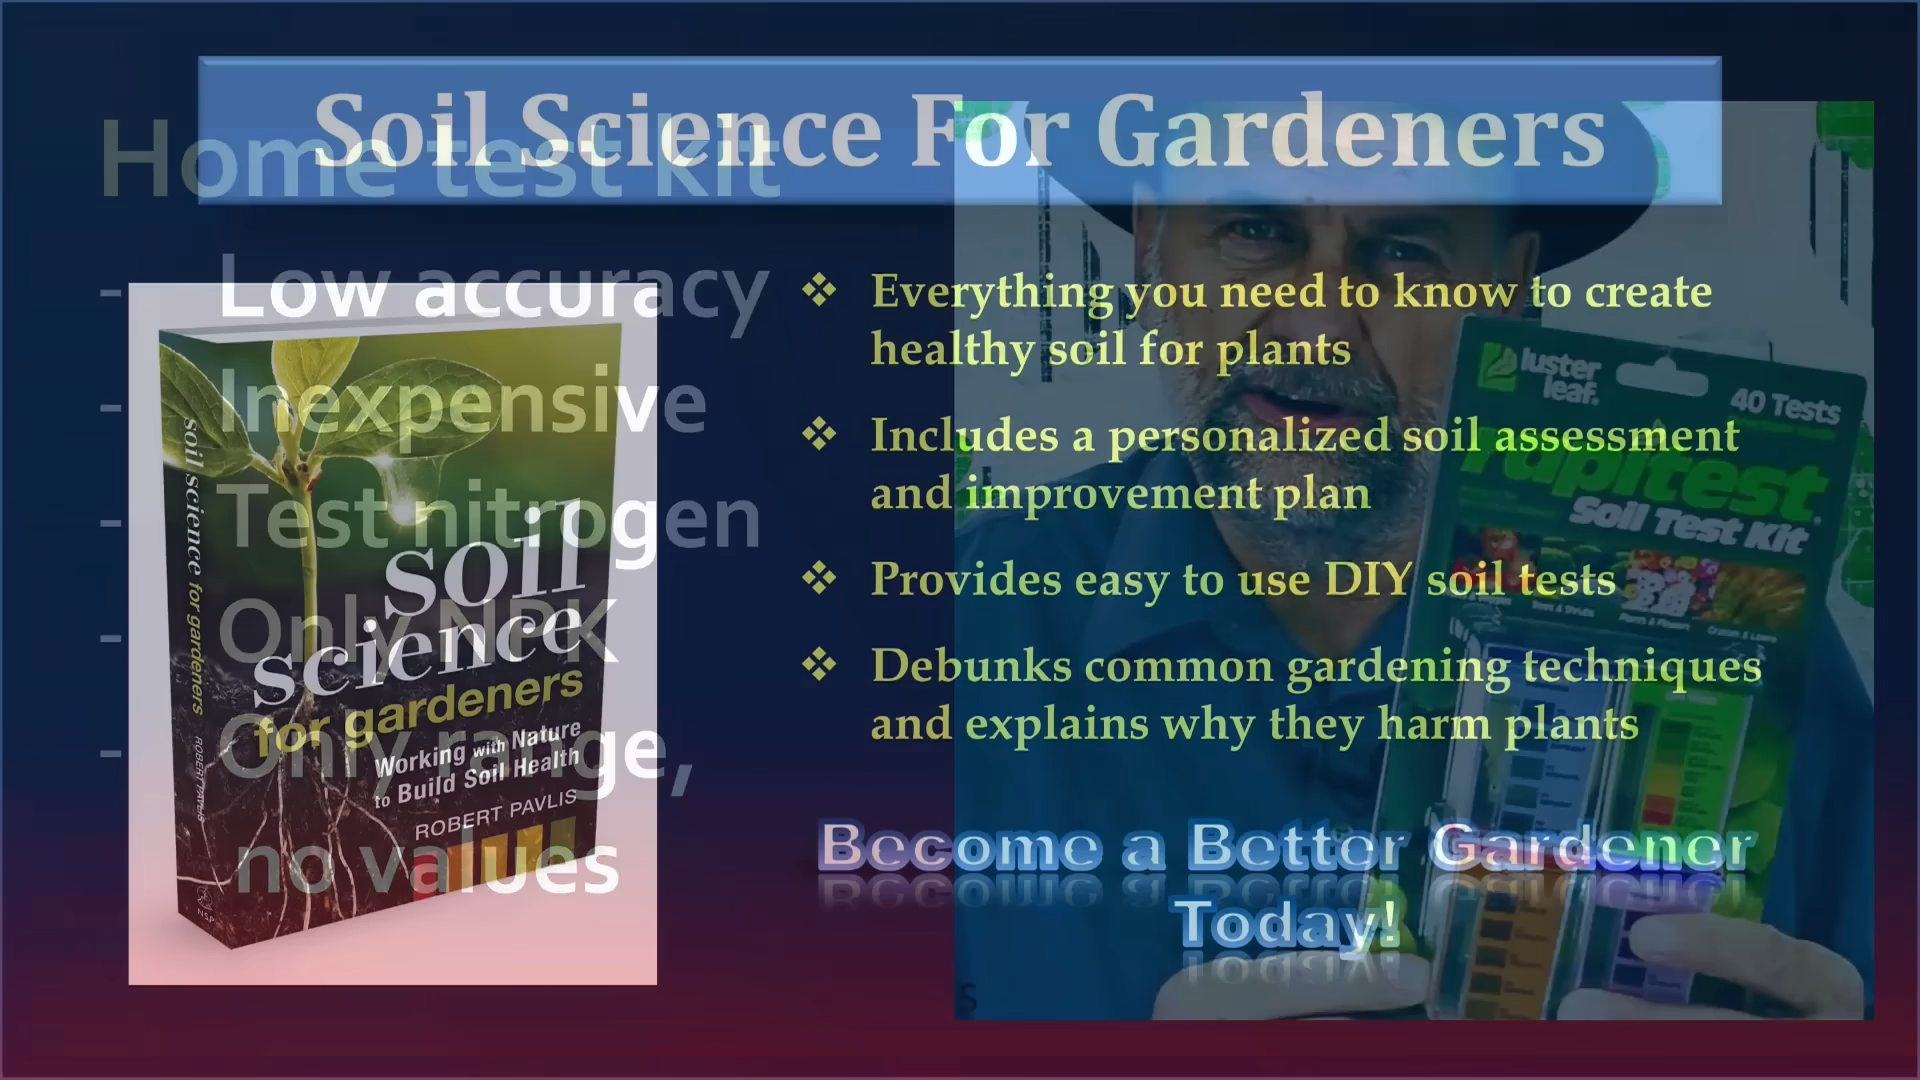 Soil Science For Gardeners
Home test kit
- Low accuracy
- Inexpensive
- Test nitrogen
- Only NPK
- Only range,
no values
❖ Everything you need to know to create
healthy soil for plants
❖ Includes a personalized soil assessment
and improvement plan
❖ Provides easy to use DIY soil tests
❖ Debunks common gardening techniques
and explains why they harm plants
Become a Better Gardener
Today!
soil science for gardeners
ROBERT PAVLIS
N.S.P
soil
science
for gardeners
Working with Nature
to Build Soil Health
ROBERT PAVLIS
luster
leaf.
40 Tests
rapitest
Soil Test Kit
s